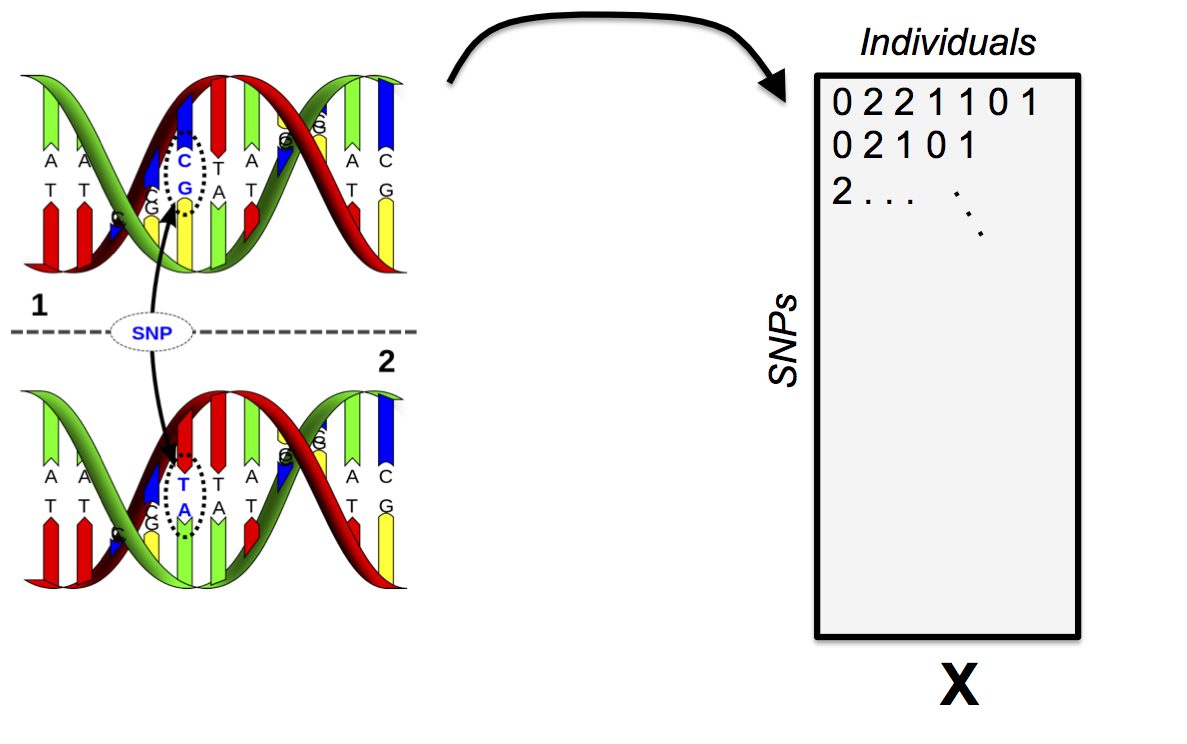 Individuals
0 2 2 1 1 0 1
0 2 1 0 1
2 . . .
SNPs
X
A A C C T A G G A C
T T G G A T A G
1
SNP
2
A A C C T T A G G A C
T T G A A T T G